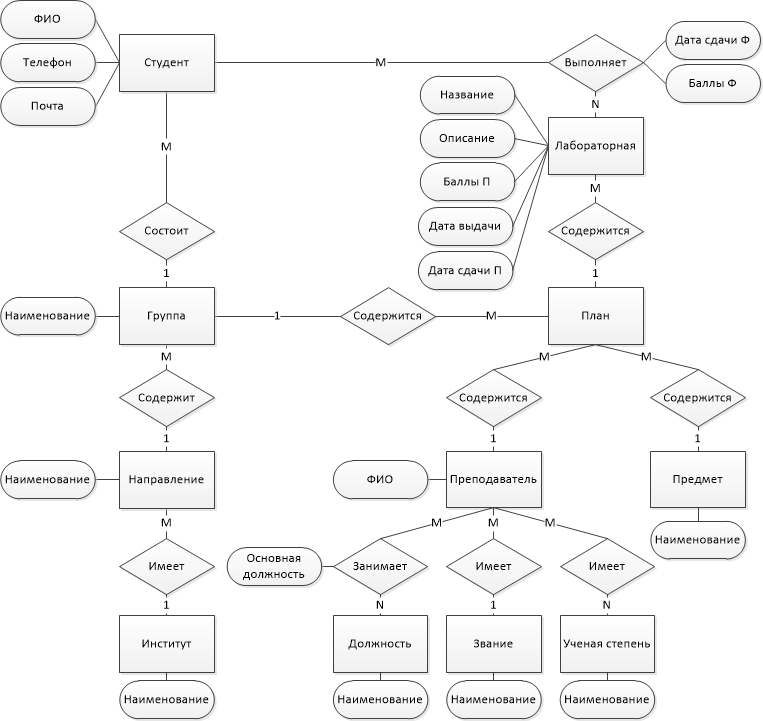 ФИО
Телефон
Почта
Студент
М
Выполняет
Дата сдачи Ф
Баллы Ф
N
Название
Описание
Баллы П
Дата выдачи
Дата сдачи П
Лабораторная
М
М
Состоит
Содержится
1
1
Наименование
Группа
1
Содержится
М
План
М
М
М
Содержит
Содержится
Содержится
1
1
1
Наименование
Направление
ФИО
Преподаватель
Предмет
М
М
М
М
Наименование
Имеет
Основная
должность
Занимает
Имеет
Имеет
1
N
1
N
Институт
Должность
Звание
Ученая степень
Наименование
Наименование
Наименование
Наименование